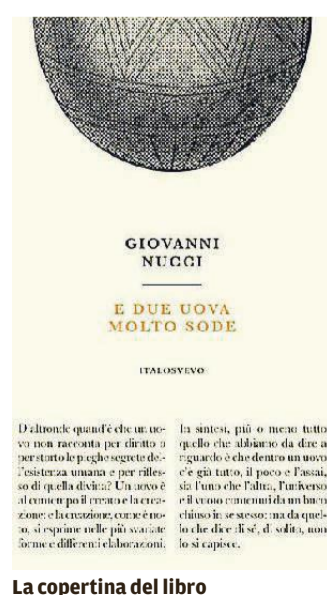 GIOVANNI
NUCCI
E DUE UOVA
MOLTO SODE
ITALOSVEVO
D'altronde quand'è che un uo-
vo non racconta per diritto o
per storto le pieghe segrete del-
l'esistenza umana e per rifles-
so di quella divina? Un uovo è
al contempo il creato e la crea-
zione: e la creazione, come è no-
to, si esprime nelle più svariate
forme e differenti elaborazioni.
In sintesi, più o meno tutto
quello che abbiamo da dire a
riguardo è che dentro un uovo
c'è già tutto, il poco e l'assai,
sia l'uno che l'altra, l'universo
e il vuoto contenuti da un buco
chiuso in se stesso: ma da quel-
lo che dice di sé, di solito, non
lo si capisce.
La copertina del libro